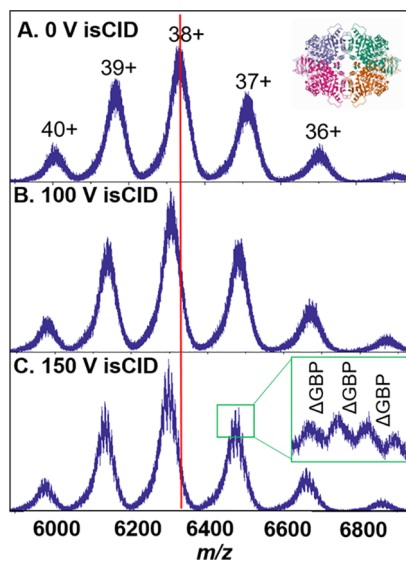 A. 0 V isCID
38+
39+
37+
40+
36+
B. 100 V isCID
C. 150 V isCID
ΔGBP
ΔGBP
ΔGBP
6000 6200 6400 6600 6800
m/z